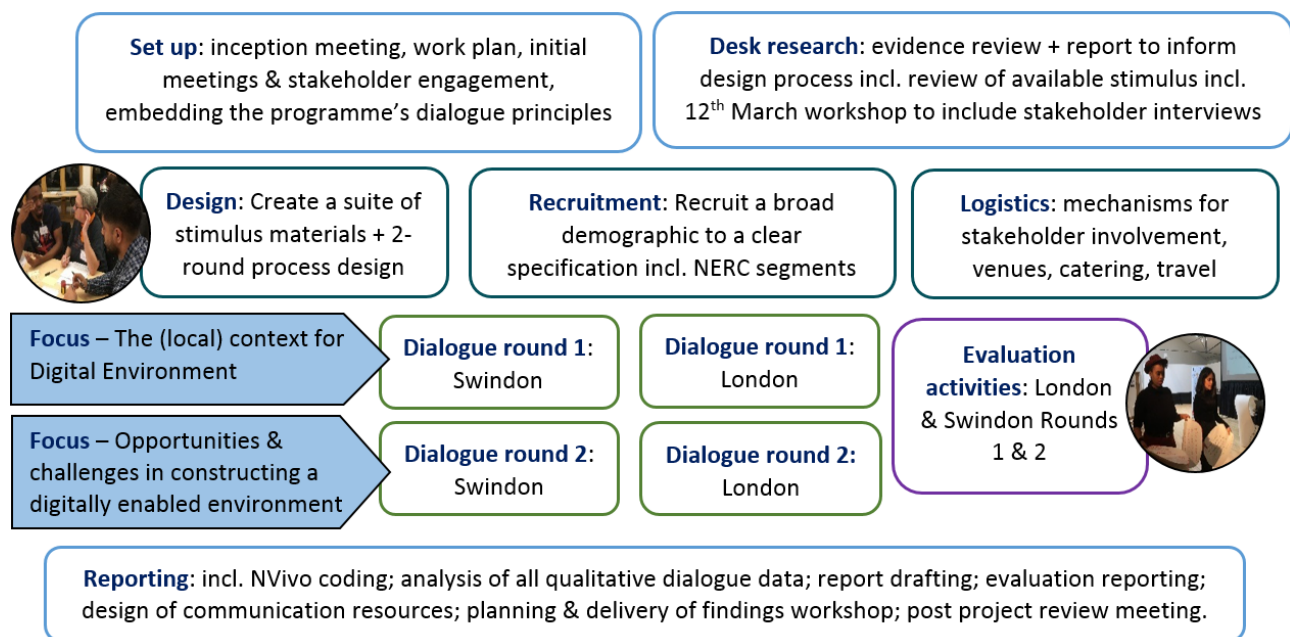 Set up: inception meeting, work plan, initial
meetings & stakeholder engagement,
embedding the programme’s dialogue principles
Desk research: evidence review + report to inform
design process incl. review of available stimulus incl.
12th March workshop to include stakeholder interviews
Design: Create a suite of
stimulus materials + 2-
round process design
Recruitment: Recruit a broad
demographic to a clear
specification incl. NERC segments
Logistics: mechanisms for
stakeholder involvement,
venues, catering, travel
Focus – The (local) context for
Digital Environment
Dialogue round 1:
Swindon
Dialogue round 1:
London
Evaluation
activities: London
& Swindon Rounds
1 & 2
Focus – Opportunities &
challenges in constructing a
digitally enabled environment
Dialogue round 2:
Swindon
Dialogue round 2:
London
Reporting: incl. NVivo coding; analysis of all qualitative dialogue data; report drafting; evaluation reporting;
design of communication resources; planning & delivery of findings workshop; post project review meeting.